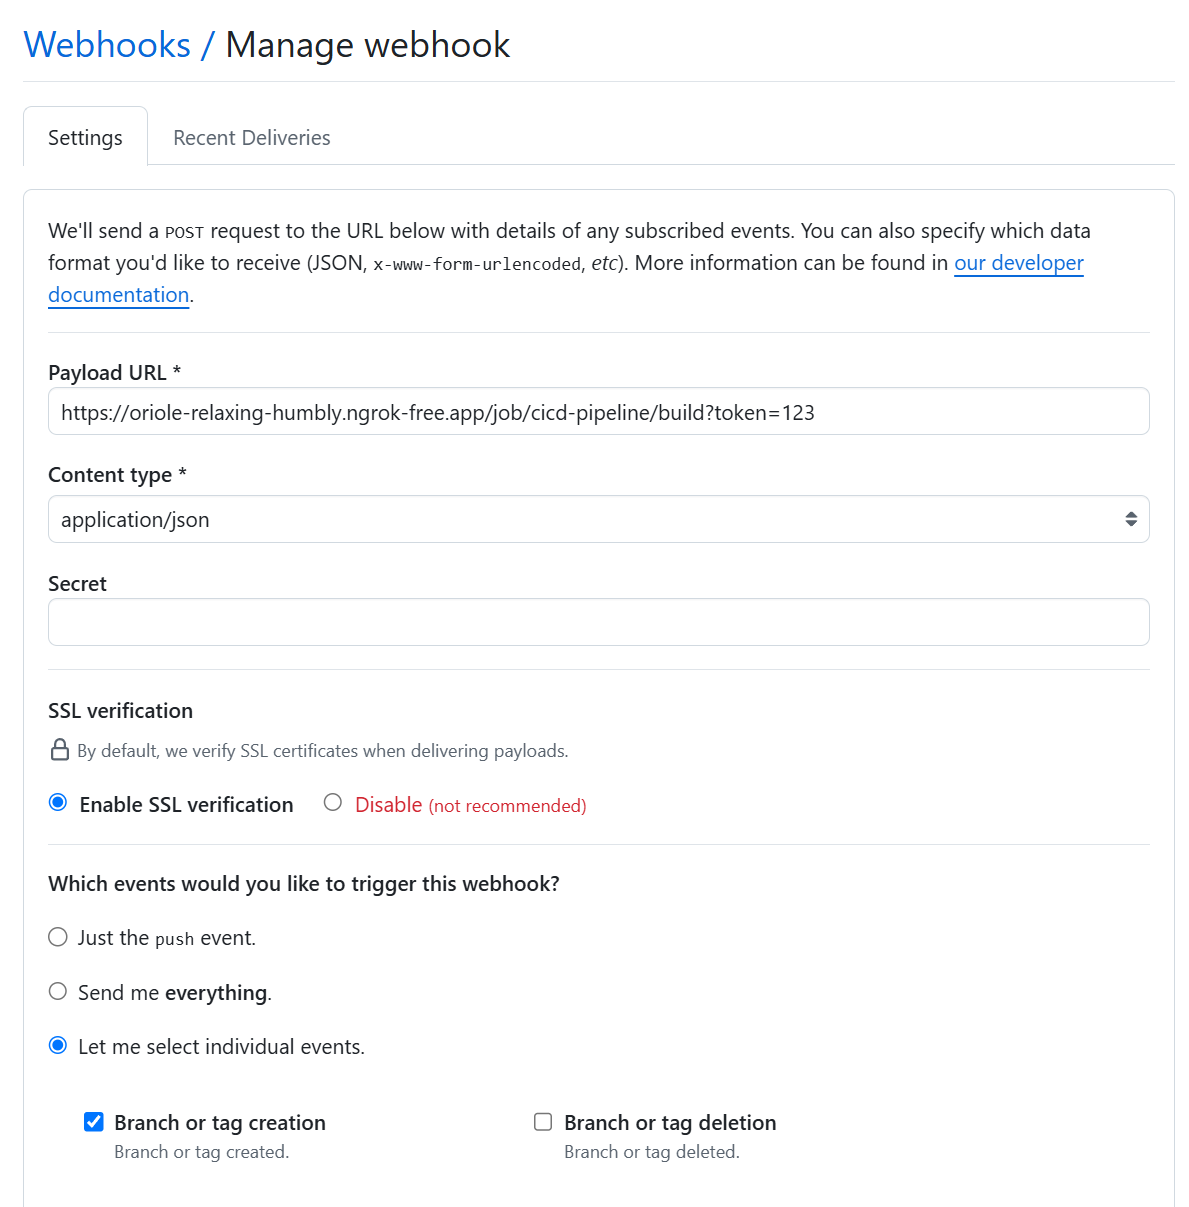 Webhooks / Manage webhook
Settings
Recent Deliveries
We'll send a POST request to the URL below with details of any subscribed events. You can also specify which data
format you'd like to receive (JSON, x-www-form-urlencoded, etc). More information can be found in our developer
documentation.
Payload URL *
https://oriole-relaxing-humbly.ngrok-free.app/job/cicd-pipeline/build?token=123
Content type *
application/json
Secret
SSL verification
By default, we verify SSL certificates when delivering payloads.
Enable SSL verification
Disable (not recommended)
Which events would you like to trigger this webhook?
Just the push event.
Send me everything.
Let me select individual events.
Branch or tag creation
Branch or tag created.
Branch or tag deletion
Branch or tag deleted.